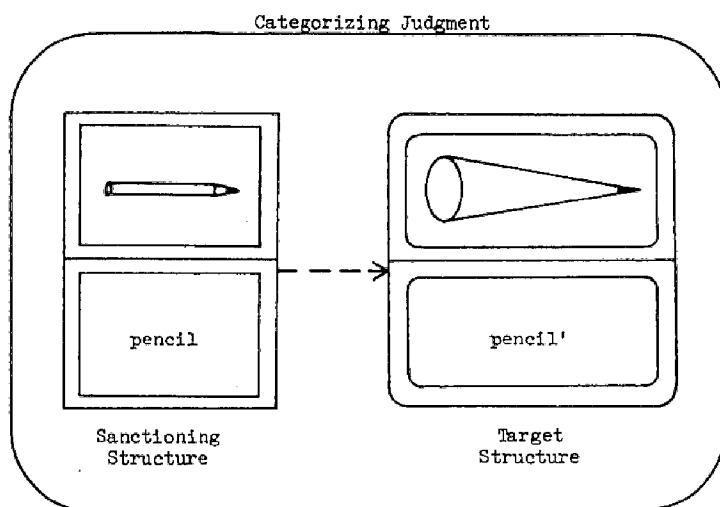 Categorizing Judgment
pencil
pencil'
Sanctioning
Structure
Target
Structure